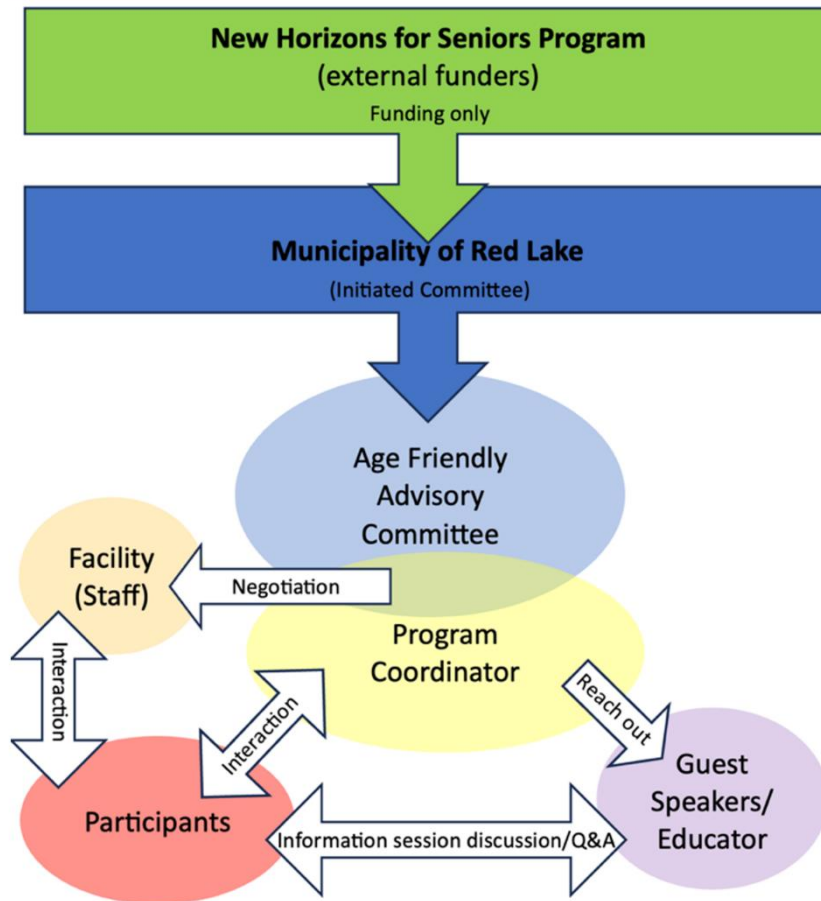 New Horizons for Seniors Program
(external funders)
Funding only
Municipality of Red Lake
(Initiated Committee)
Age Friendly
Advisory
Committee
Facility
(Staff)
Negotiation
Program
Coordinator
Interaction
Interaction
Reach out
Guest
Speakers/
Educator
Participants
Information session discussion/Q&A